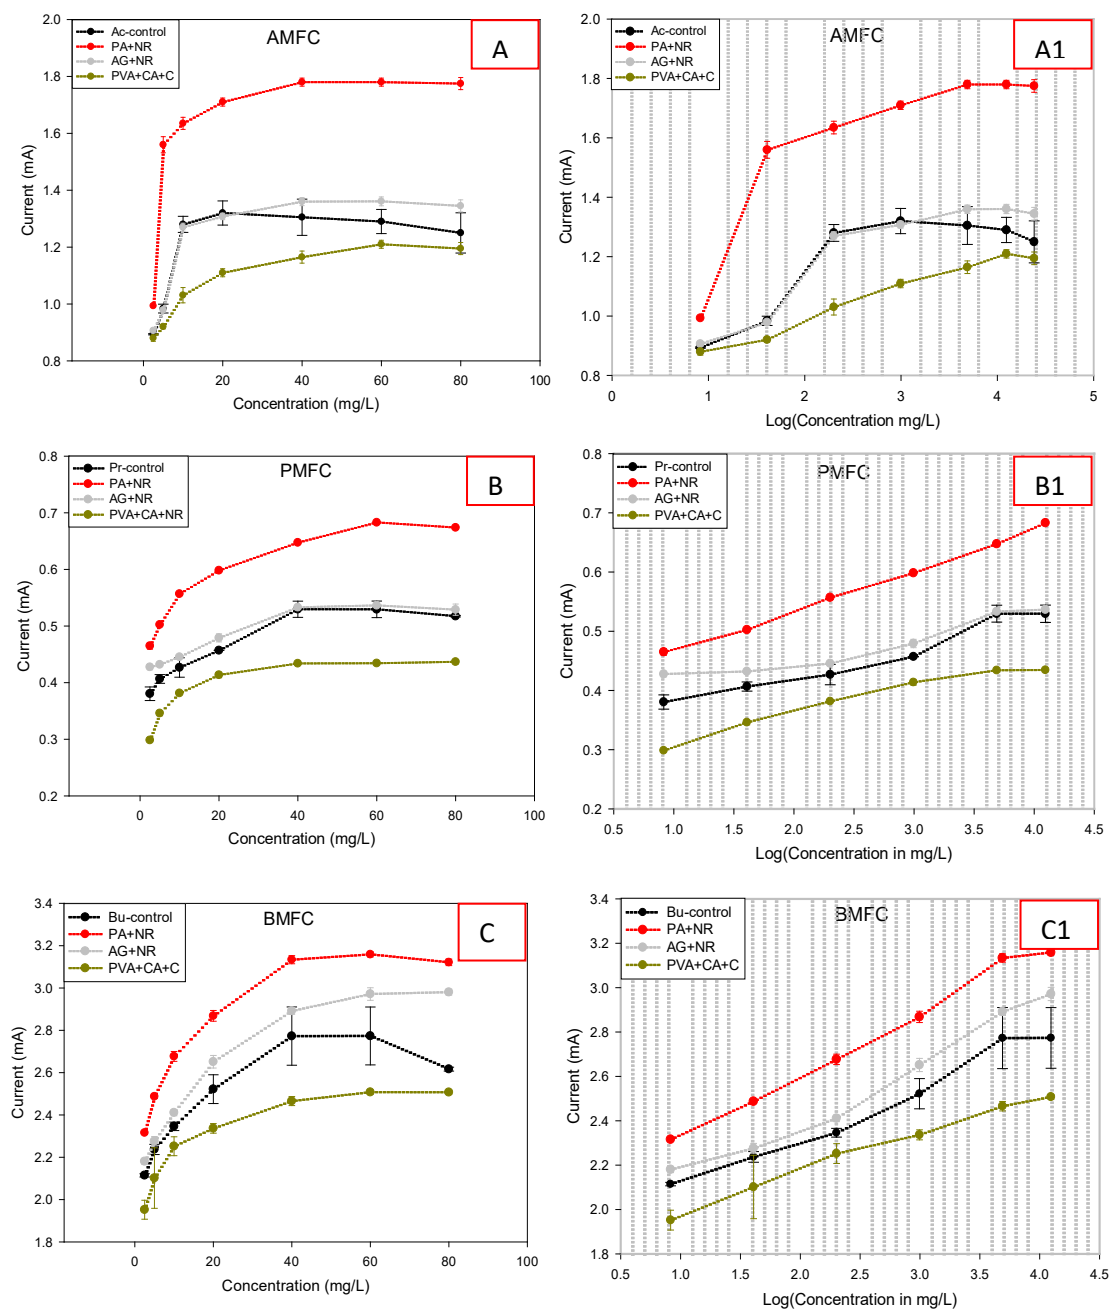 AMFC
A
Ac-control
PA+NR
AG+NR
PVA+CA+C
Current (mA)
2.0
1.8
1.6
1.4
1.2
1.0
0.8
0 20 40 60 80 100
Concentration (mg/L)
AMFC
A1
Ac-control
PA+NR
AG+NR
PVA+CA+C
Current (mA)
2.0
1.8
1.6
1.4
1.2
1.0
0.8
0 1 2 3 4 5
Log(Concentration mg/L)
PMFC
B
Pr-control
PA+NR
AG+NR
PVA+CA+NR
Current (mA)
0.8
0.7
0.6
0.5
0.4
0.3
0.2
0 20 40 60 80 100
Concentration (mg/L)
PMFC
B1
Pr-control
PA+NR
AG+NR
PVA+CA+C
Current (mA)
0.8
0.7
0.6
0.5
0.4
0.3
0.2
0.5 1.0 1.5 2.0 2.5 3.0 3.5 4.0 4.5
Log(Concentration in mg/L)
BMFC
C
Bu-control
PA+NR
AG+NR
PVA+CA+C
Current (mA)
3.4
3.2
3.0
2.8
2.6
2.4
2.2
2.0
1.8
0 20 40 60 80 100
Concentration (mg/L)
BMFC
C1
Bu-control
PA+NR
AG+NR
PVA+CA+C
Current (mA)
3.4
3.2
3.0
2.8
2.6
2.4
2.2
2.0
1.8
0.5 1.0 1.5 2.0 2.5 3.0 3.5 4.0 4.5
Log(Concentration in mg/L)